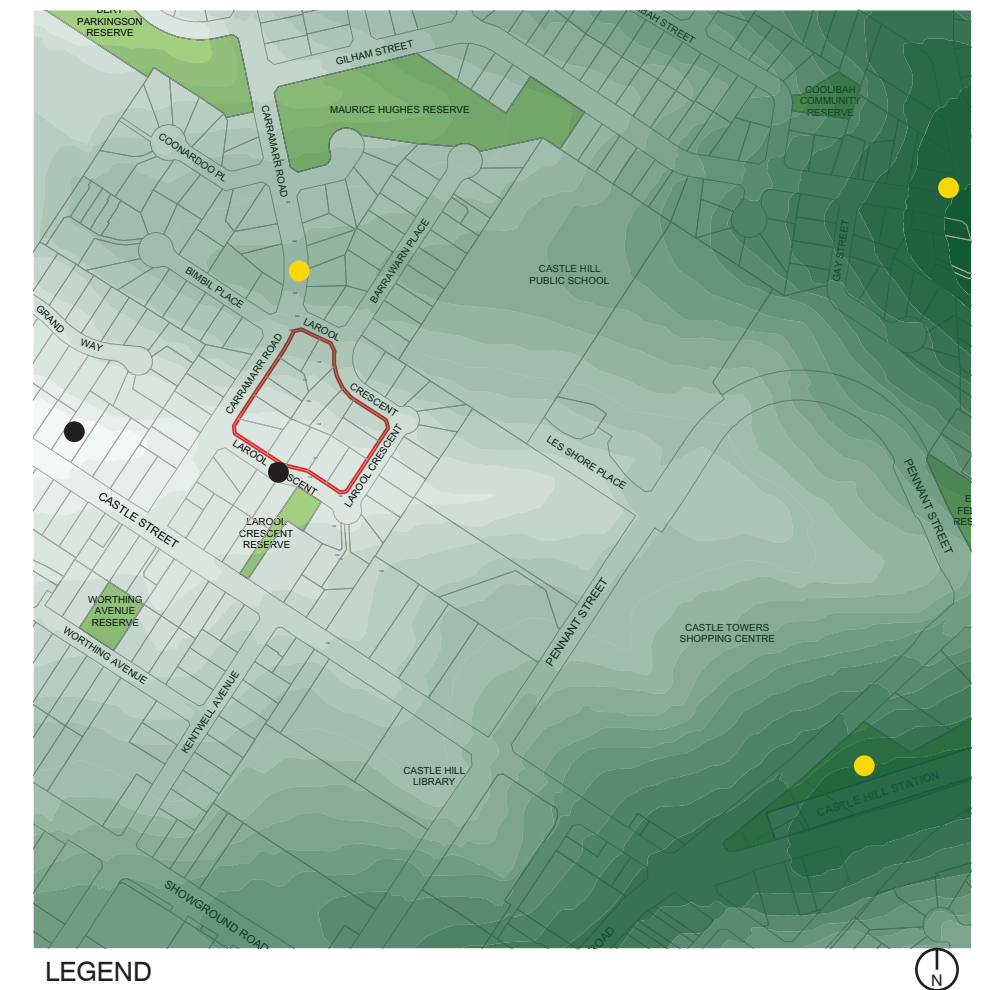 PARKINGSON
RESERVE
GILHAM STREET
STREET
MAURICE HUGHES RESERVE
COOLIBAH
COMMUNITY
RESERVE
CARRAMARR ROAD
COONARDOO PL
BARRAWARN PLACE
GAY STREET
CASTLE HILL
PUBLIC SCHOOL
BIMBIL PLACE
GRAND
WAY
LAROOL
CRESCENT
CARRAMARR ROAD
LAROOL
SCENT
LAROOL CRESCENT
LES SHORE PLACE
PENNANT STREET
CASTLE STREET
LAROOL
CRESCENT
RESERVE
WORTHING
AVENUE
RESERVE
WORTHING AVENUE
KENTWELL AVENUE
PENNANT STREET
CASTLE TOWERS
SHOPPING CENTRE
CASTLE HILL
LIBRARY
CASTLE HILL STATION
SHOWGROUND ROAD
ROAD
LEGEND
N